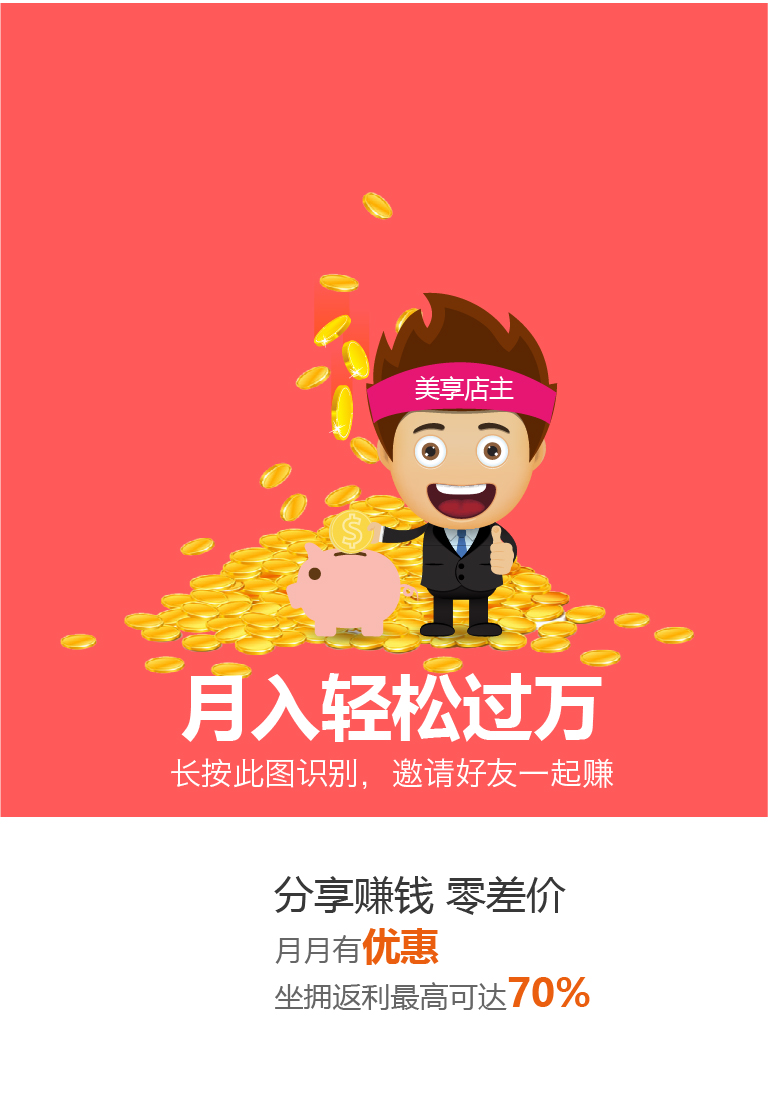 美享店主
月入轻松过万
长按此图识别，邀请好友一起赚
分享赚钱 零差价
月月有优惠
坐拥返利最高可达70%